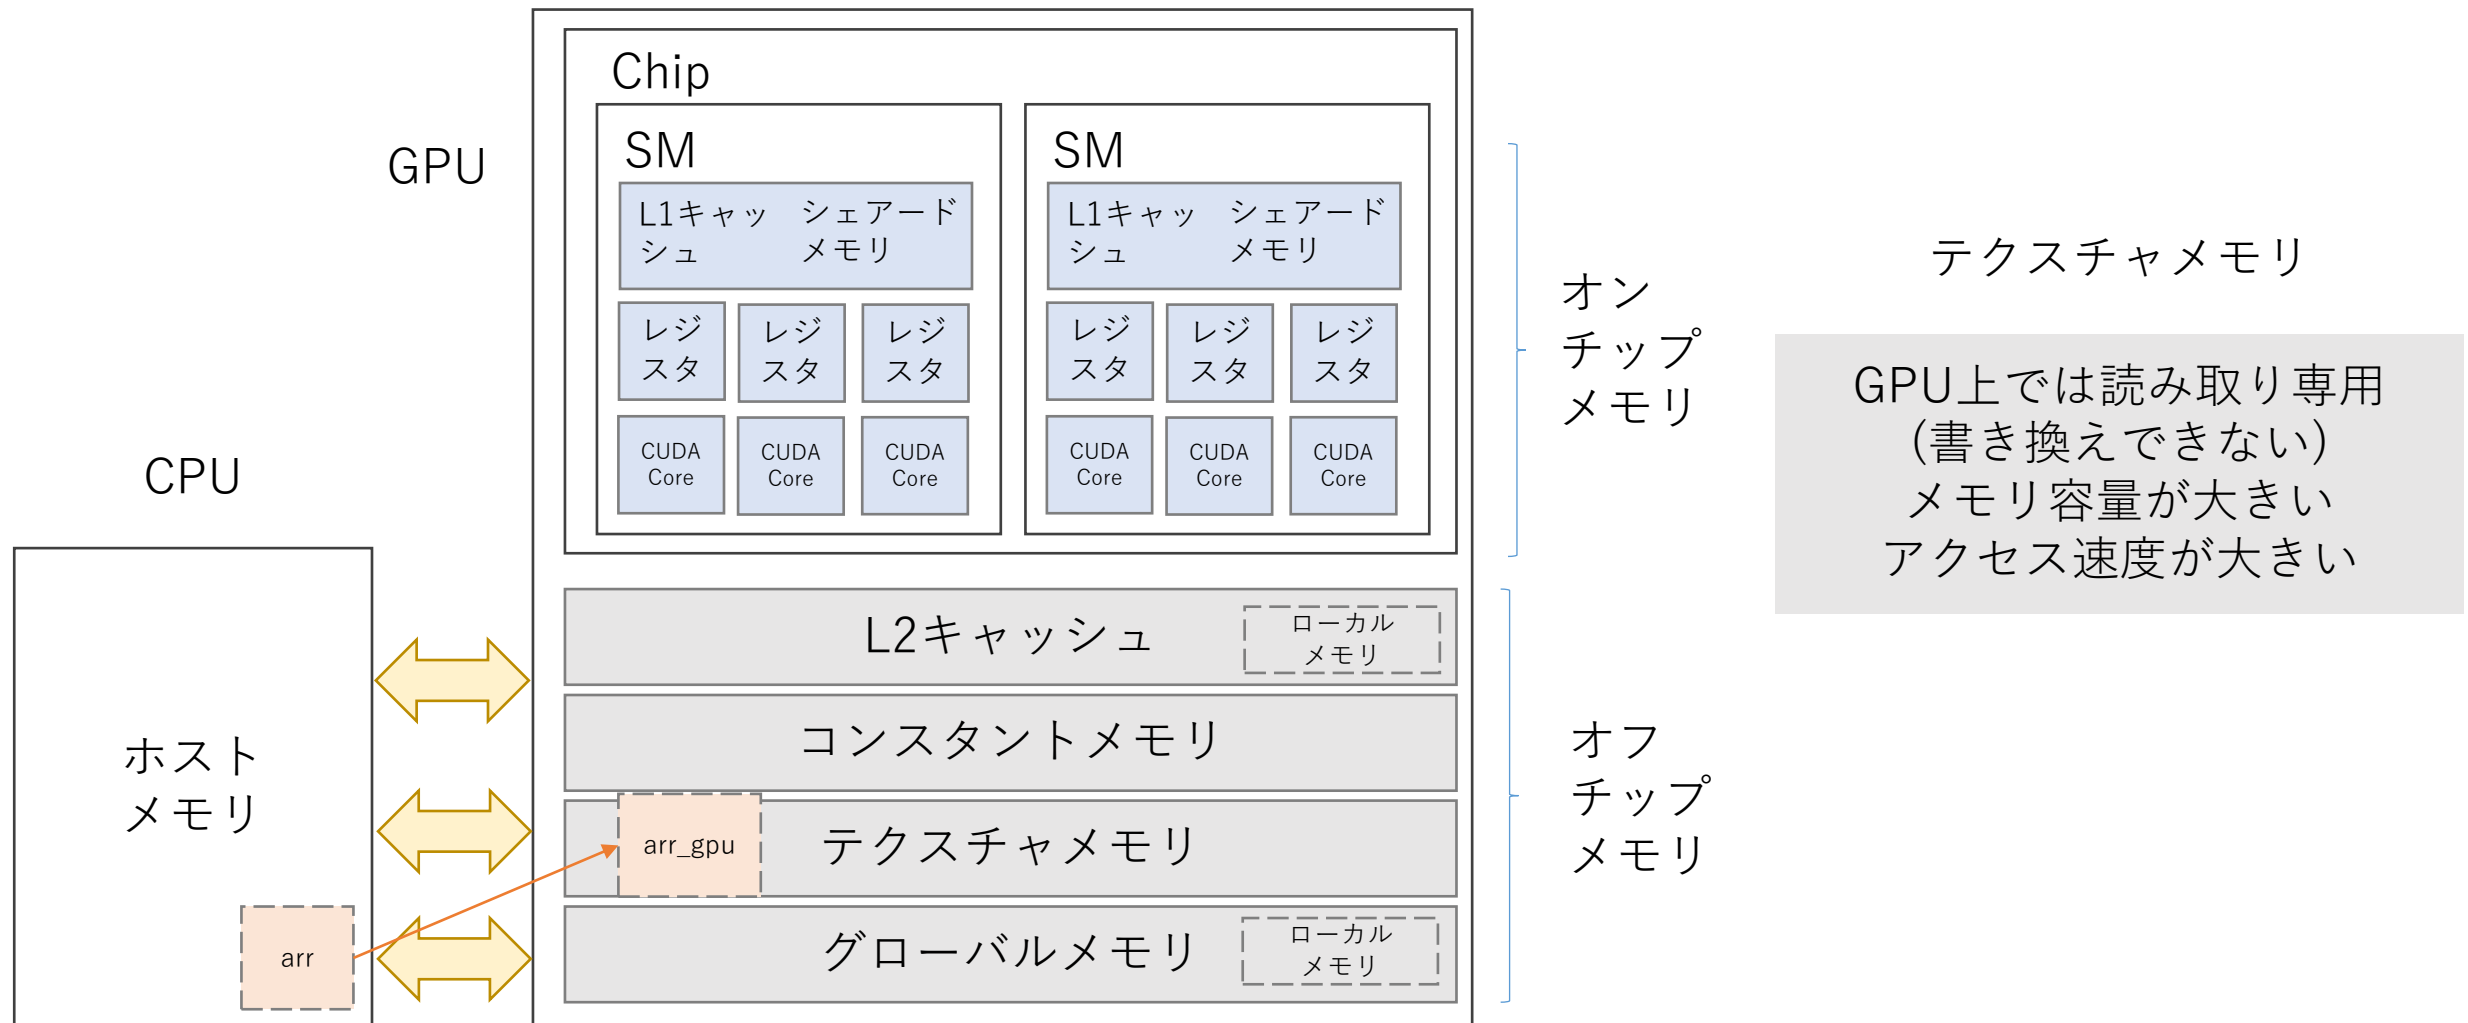 GPU
Chip
SM
L1キャッ
シュ
シェアード
メモリ
レジ
スタ
レジ
スタ
レジ
スタ
CUDA
Core
CUDA
Core
CUDA
Core
SM
L1キャッ
シュ
シェアード
メモリ
レジ
スタ
レジ
スタ
レジ
スタ
CUDA
Core
CUDA
Core
CUDA
Core
オン
チップ
メモリ
テクスチャメモリ
GPU上では読み取り専用
(書き換えできない)
メモリ容量が大きい
アクセス速度が大きい
CPU
ホスト
メモリ
arr
L2キャッシュ
ローカル
メモリ
コンスタントメモリ
arr_gpu
テクスチャメモリ
グローバルメモリ
ローカル
メモリ
オフ
チップ
メモリ